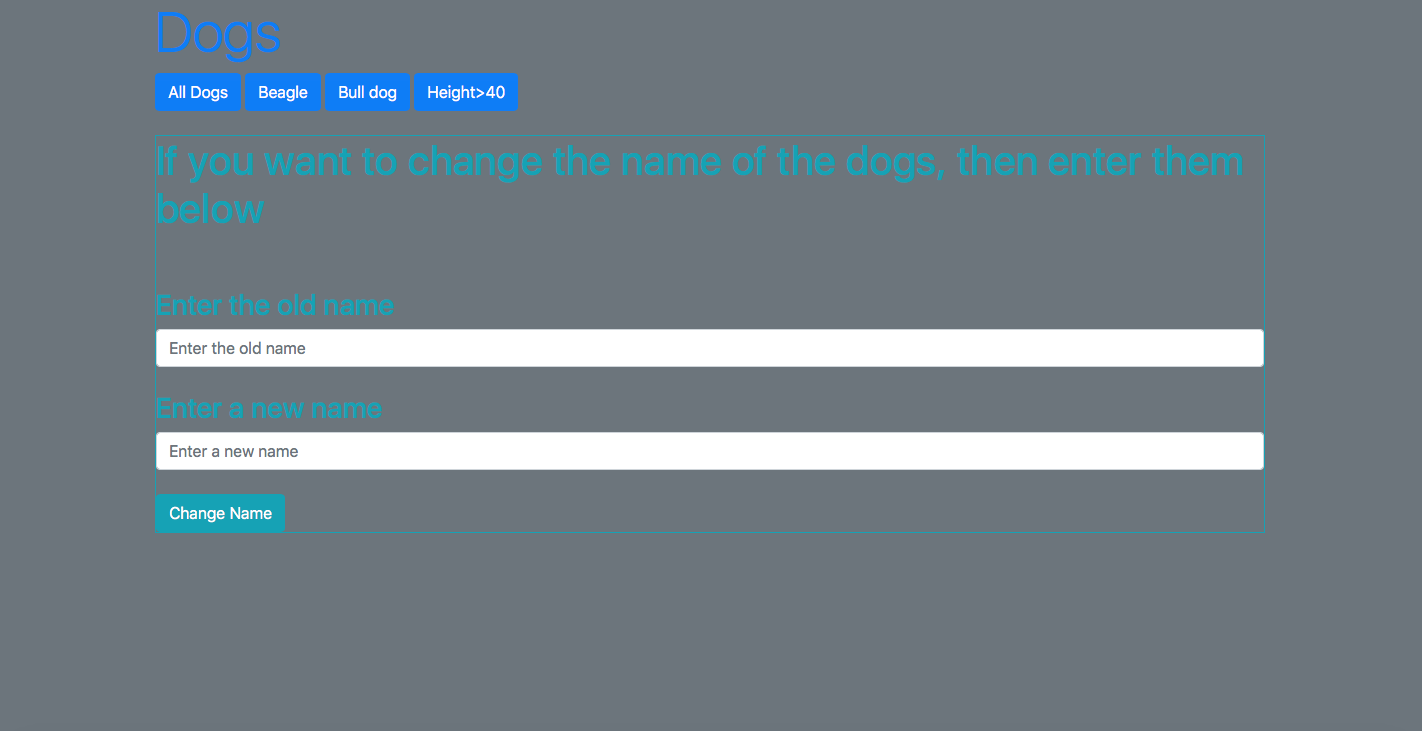 Dogs
All Dogs Beagle Bull dog Height>40
If you want to change the name of the dogs, then enter them
below
Enter the old name
Enter the old name
Enter a new name
Enter a new name
Change Name